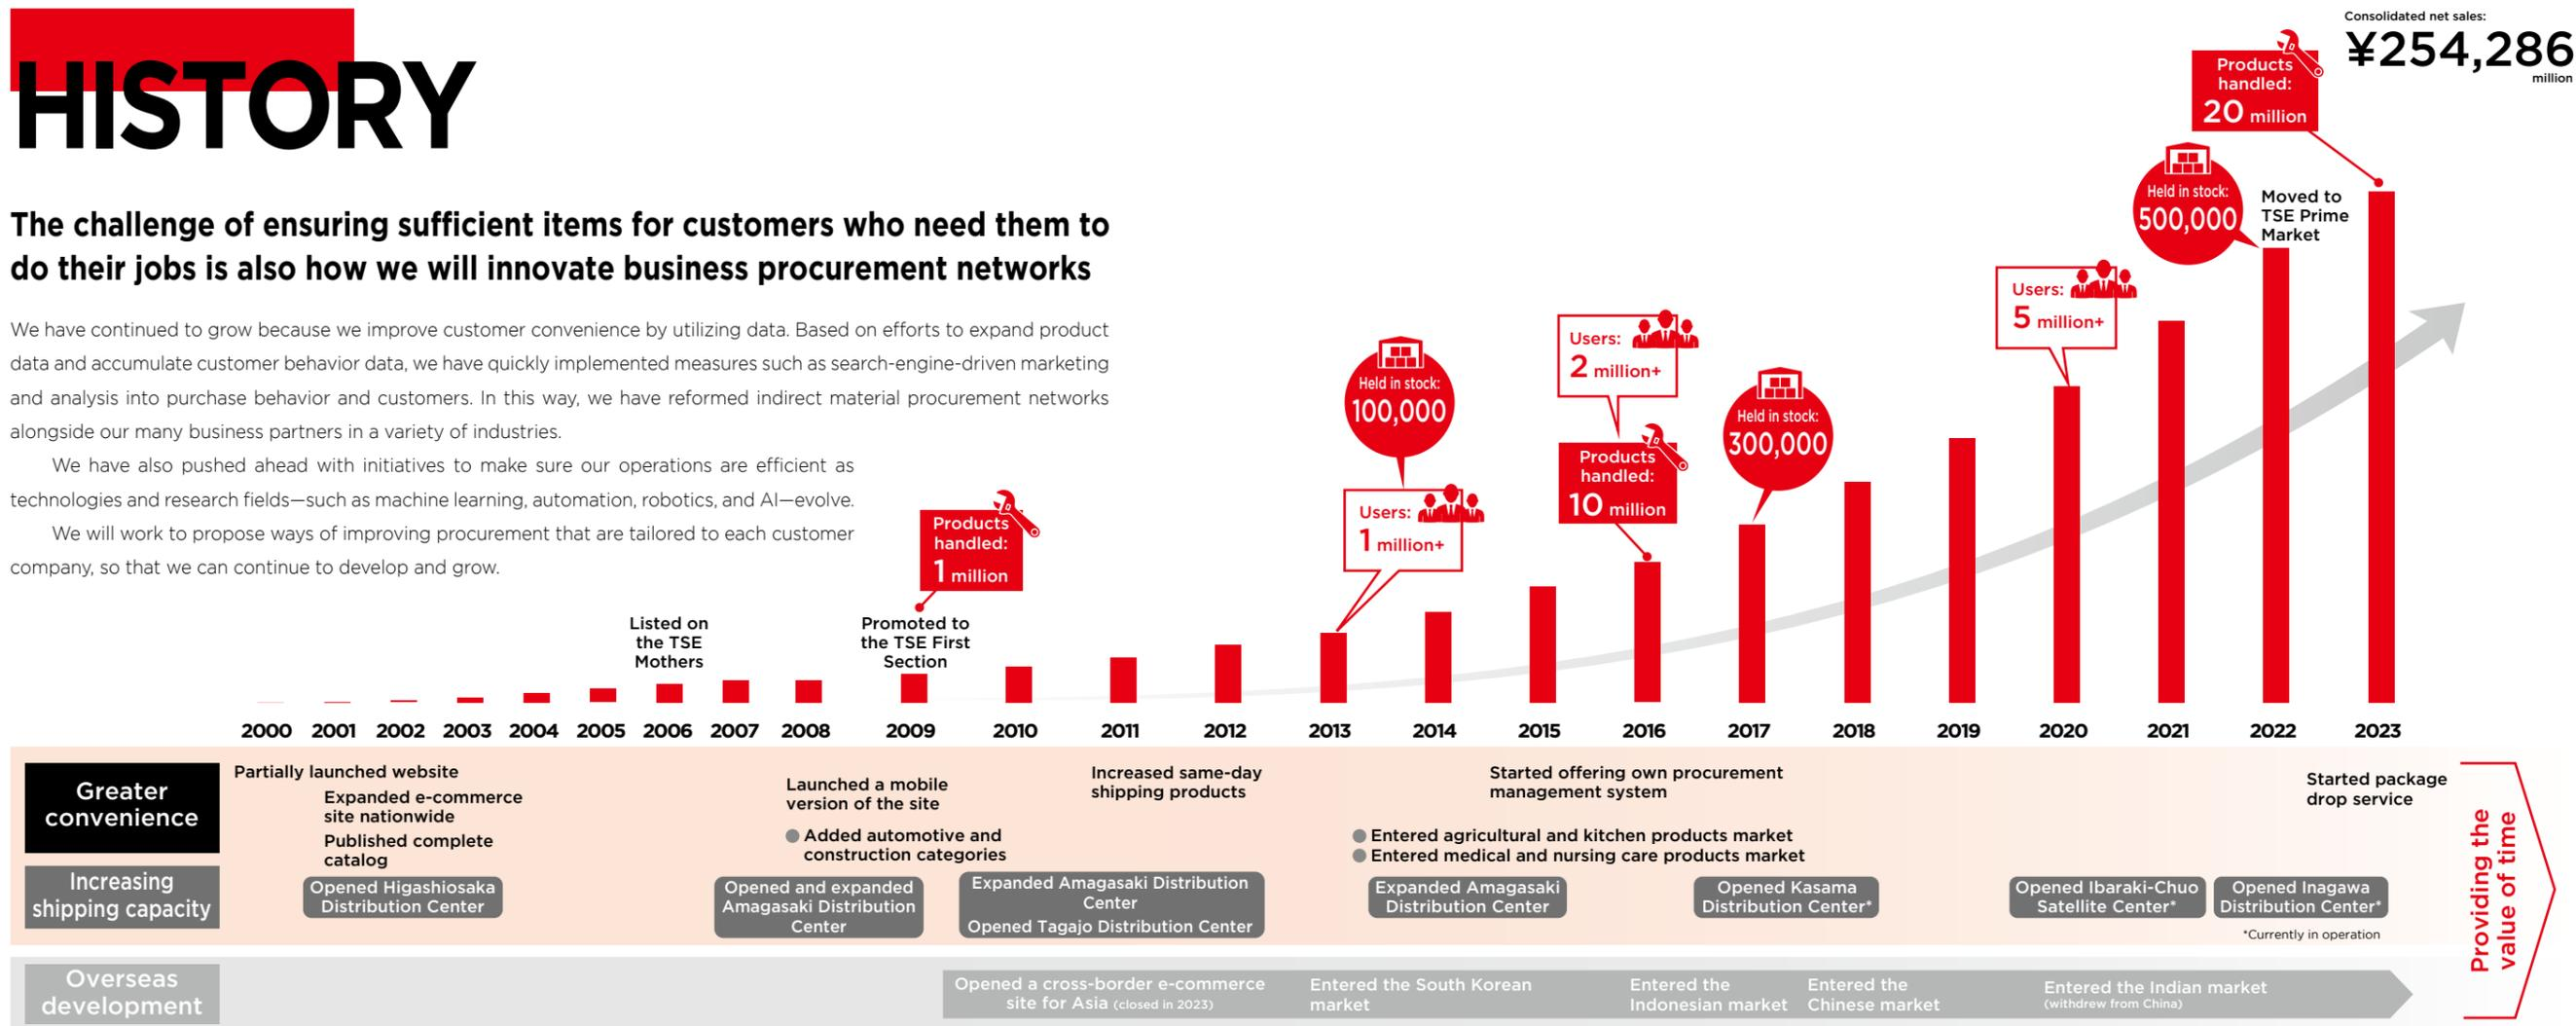 HISTORY
The challenge of ensuring sufficient items for customers who need them to
do their jobs is also how we will innovate business procurement networks
We have continued to grow because we improve customer convenience by utilizing data. Based on efforts to expand product
data and accumulate customer behavior data, we have quickly implemented measures such as search-engine-driven marketing
and analysis into purchase behavior and customers. In this way, we have reformed indirect material procurement networks
alongside our many business partners in a variety of industries.
We have also pushed ahead with initiatives to make sure our operations are efficient as
technologies and research fields—such as machine learning, automation, robotics, and AI—evolve.
We will work to propose ways of improving procurement that are tailored to each customer
company, so that we can continue to develop and grow.
Listed on
the TSE
Mothers
Products
handled:
1 million
Promoted to
the TSE First
Section
Held in stock:
100,000
Users:
1 million+
Users:
2 million+
Products
handled:
10 million
Held in stock:
300,000
Users:
5 million+
Held in stock:
500,000
Moved to
TSE Prime
Market
Products
handled:
20 million
Consolidated net sales:
¥254,286
million
2000 2001 2002 2003 2004 2005 2006 2007 2008 2009 2010 2011 2012 2013 2014 2015 2016 2017 2018 2019 2020 2021 2022 2023
Greater
convenience
Partially launched website
Expanded e-commerce
site nationwide
Published complete
catalog
Launched a mobile
version of the site
Added automotive and
construction categories
Increased same-day
shipping products
Started offering own procurement
management system
Entered agricultural and kitchen products market
Entered medical and nursing care products market
Started package
drop service
Increasing
shipping capacity
Opened Higashiosaka
Distribution Center
Opened and expanded
Amagasaki Distribution
Center
Expanded Amagasaki Distribution
Center
Opened Tagajo Distribution Center
Expanded Amagasaki
Distribution Center
Opened Kasama
Distribution Center*
Opened Ibaraki-Chuo
Satellite Center*
Opened Inagawa
Distribution Center*
*Currently in operation
Overseas
development
Opened a cross-border e-commerce
site for Asia (closed in 2023)
Entered the South Korean
market
Entered the
Indonesian market
Entered the
Chinese market
Entered the Indian market
(withdrew from China)
Providing the
value of time